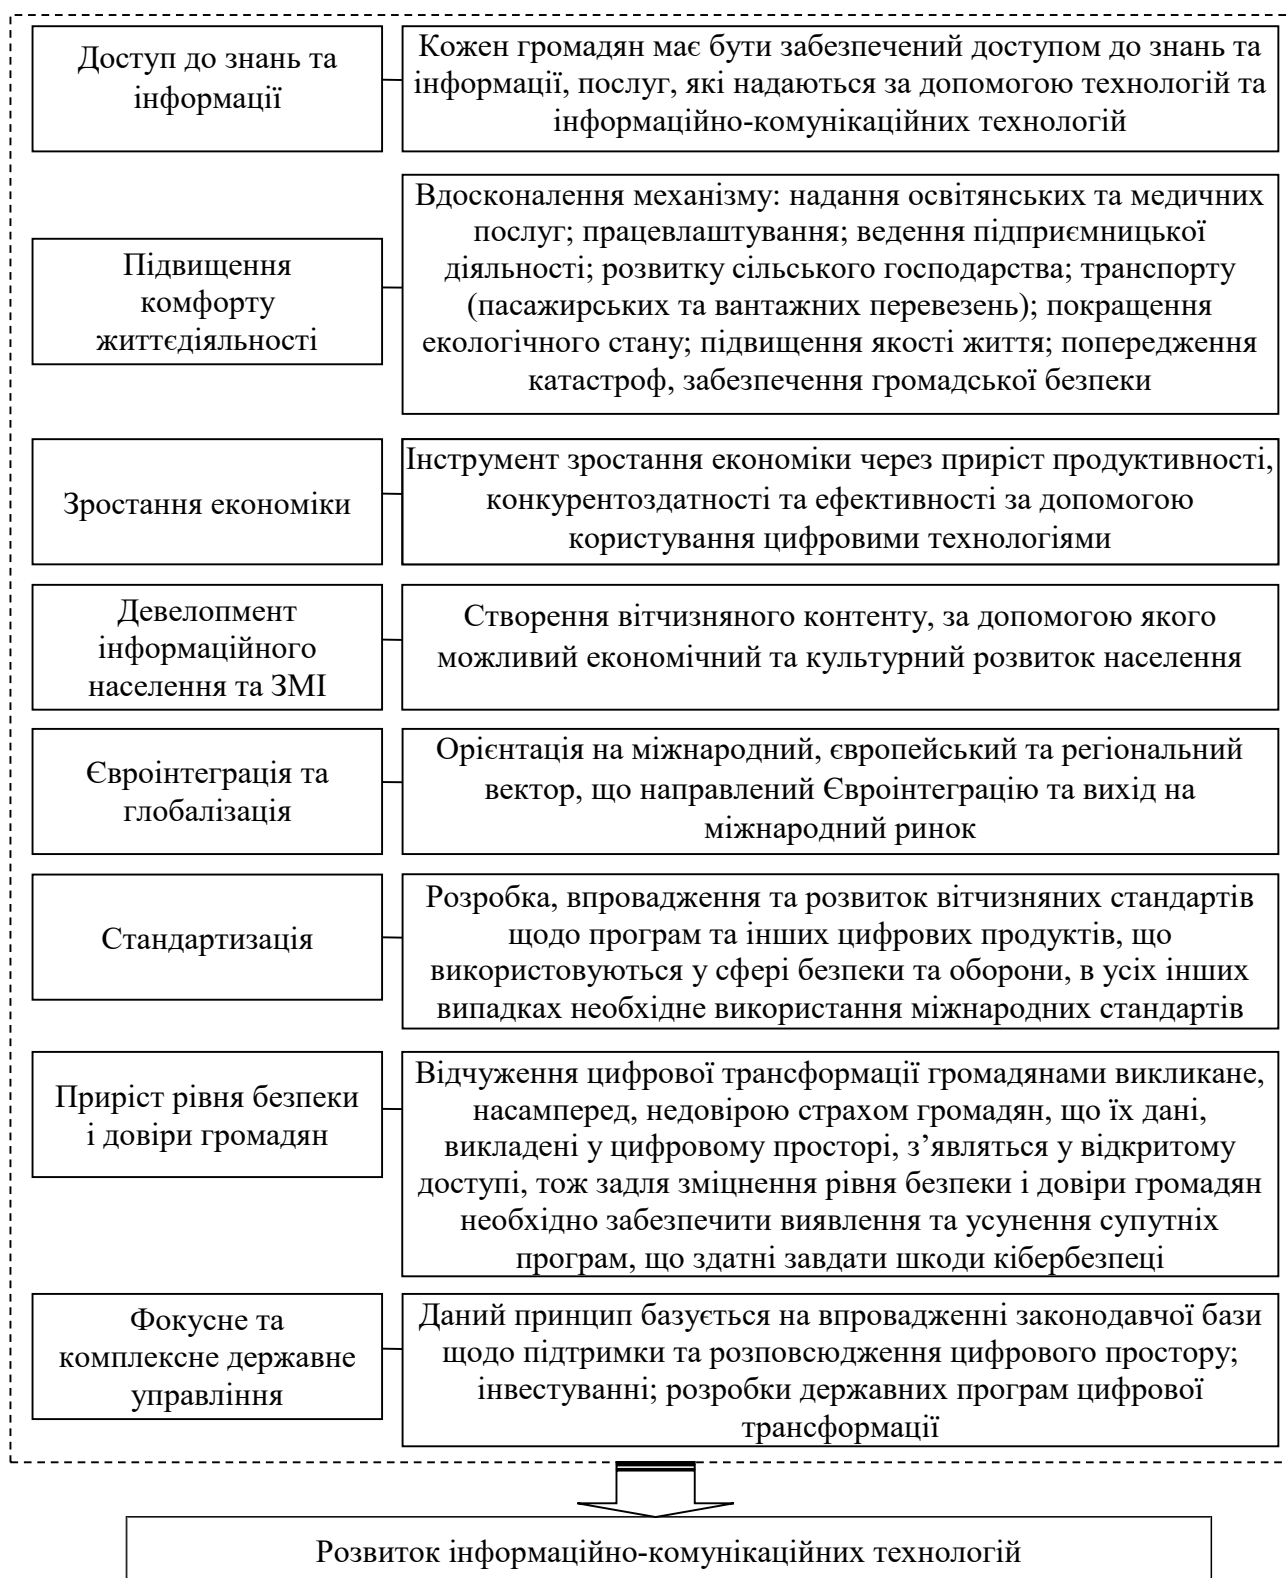 Доступ до знань та
інформації
Кожен громадян має бути забезпечений доступом до знань та
інформації, послуг, які надаються за допомогою технологій та
інформаційно-комунікаційних технологій
Підвищення
комфорту
життєдіяльності
Вдосконалення механізму: надання освітянських та медичних
послуг; працевлаштування; ведення підприємницької
діяльності; розвитку сільського господарства; транспорту
(пасажирських та вантажних перевезень); покращення
екологічного стану; підвищення якості життя; попередження
катастроф, забезпечення громадської безпеки
Зростання економіки
Інструмент зростання економіки через приріст продуктивності,
конкурентоздатності та ефективності за допомогою
користування цифровими технологіями
Девелопмент
інформаційного
населення та ЗМІ
Створення вітчизняного контенту, за допомогою якого
можливий економічний та культурний розвиток населення
Євроінтеграція та
глобалізація
Орієнтація на міжнародний, європейський та регіональний
вектор, що направлений Євроінтеграцію та вихід на
міжнародний ринок
Стандартизація
Розробка, впровадження та розвиток вітчизняних стандартів
щодо програм та інших цифрових продуктів, що
використовуються у сфері безпеки та оборони, в усіх інших
випадках необхідне використання міжнародних стандартів
Приріст рівня безпеки
і довіри громадян
Відчуження цифрової трансформації громадянами викликане,
насамперед, недовірою страхом громадян, що їх дані,
викладені у цифровому просторі, з’являться у відкритому
доступі, тож задля зміцнення рівня безпеки і довіри громадян
необхідно забезпечити виявлення та усунення супутніх
програм, що здатні завдати шкоди кібербезпеці
Фокусне та
комплексне державне
управління
Даний принцип базується на впровадженні законодавчої бази
щодо підтримки та розповсюдження цифрового простору;
інвестуванні; розробки державних програм цифрової
трансформації
Розвиток інформаційно-комунікаційних технологій